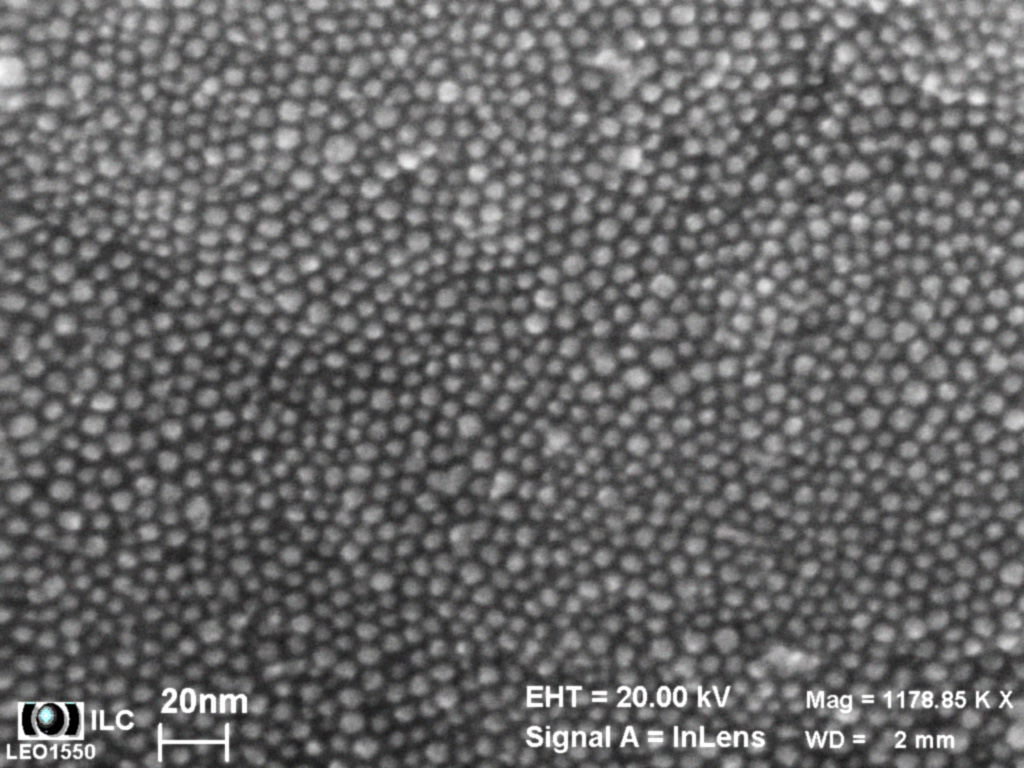 20nm
ILC
LEO1550
EHT = 20.00 kV
Signal A = InLens
Mag = 1178.85 K X
WD = 2 mm